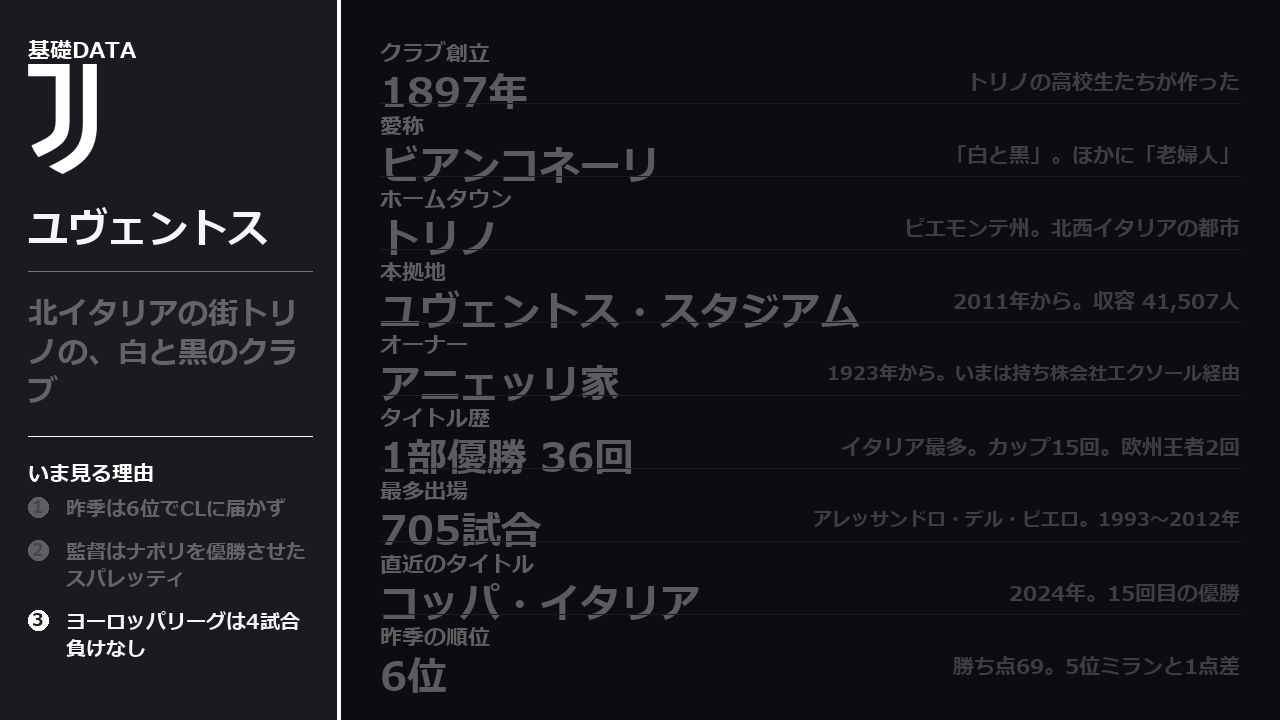 基礎DATA
ユヴェントス
北イタリアの街トリ
ノの、白と黒のクラ
ブ
いま見る理由
1 昨季は6位でCLに届かず
2 監督はナポリを優勝させた
スパレッティ
3 ヨーロッパリーグは4試合
負けなし
クラブ創立
1897年 トリノの高校生たちが作った
愛称
ビアンコネーリ 「白と黒」。ほかに「老婦人」
ホームタウン
トリノ ピエモンテ州。北西イタリアの都市
本拠地
ユヴェントス・スタジアム 2011年から。収容 41,507人
オーナー
アニェッリ家 1923年から。いまは持ち株会社エクソール経由
タイトル歴
1部優勝 36回 イタリア最多。カップ15回。欧州王者2回
最多出場
705試合 アレッサンドロ・デル・ピエロ。1993〜2012年
直近のタイトル
コッパ・イタリア 2024年。15回目の優勝
昨季の順位
6位 勝ち点69。5位ミランと1点差